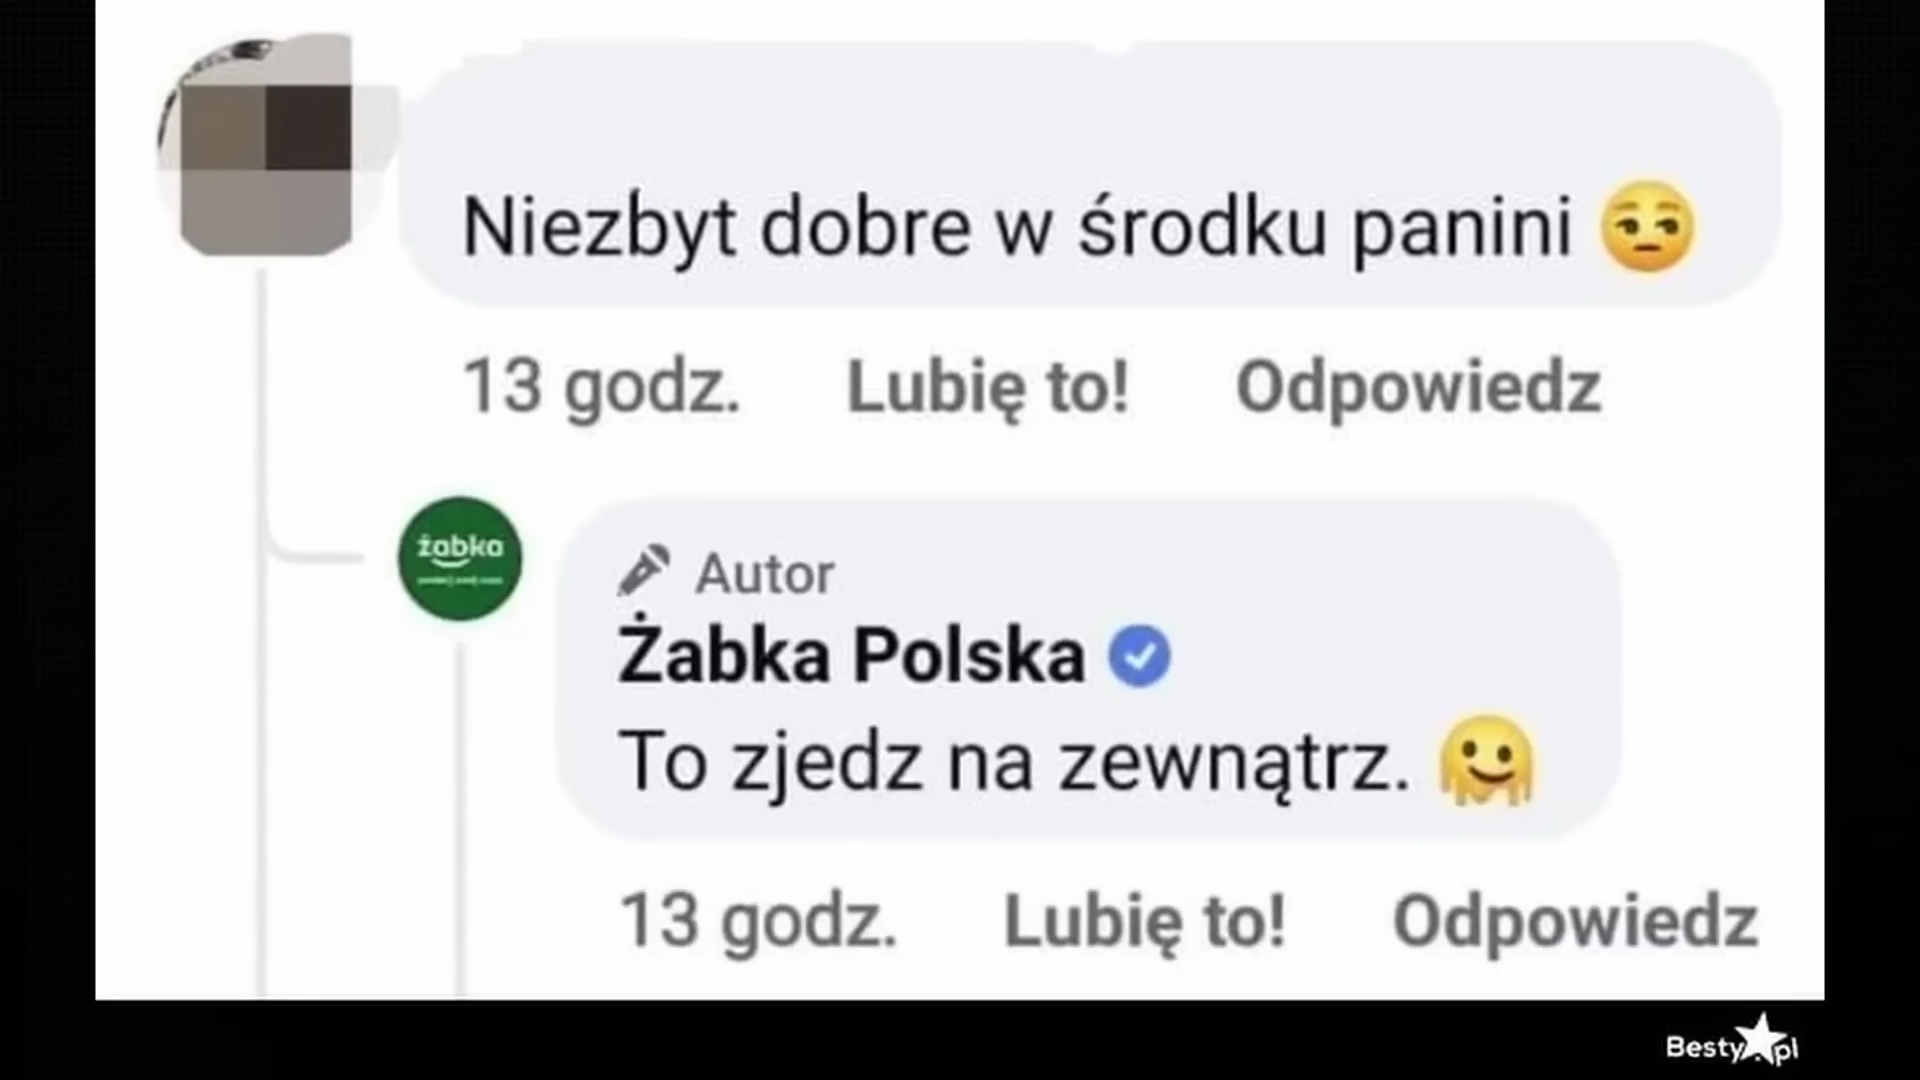 Niezbyt dobre w środku panini 😒
13 godz. Lubię to! Odpowiedz
żabka
Autor
Żabka Polska
To zjedz na zewnątrz. 🫠
13 godz. Lubię to! Odpowiedz
Besty.pl